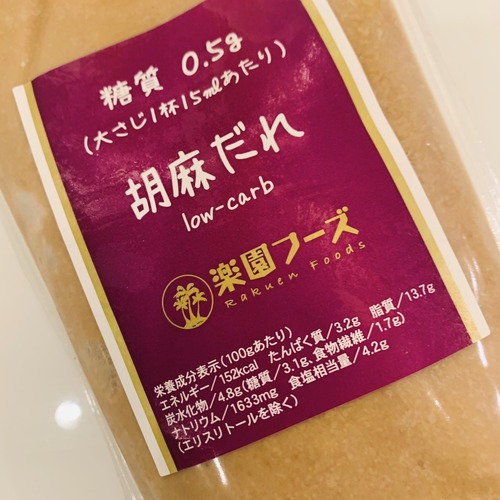 糖質 0.5g
(大さじ1杯15mlあたり)
胡麻だれ
low-carb
楽園フーズ
Rakuen Foods
栄養成分表示(100gあたり)
エネルギー/152kcal たんぱく質/3.2g 脂質/13.7g
炭水化物/4.8g(糖質/3.1g、食物繊維/1.7g)
ナトリウム/1633mg 食塩相当量/4.2g
(エリスリトールを除く)